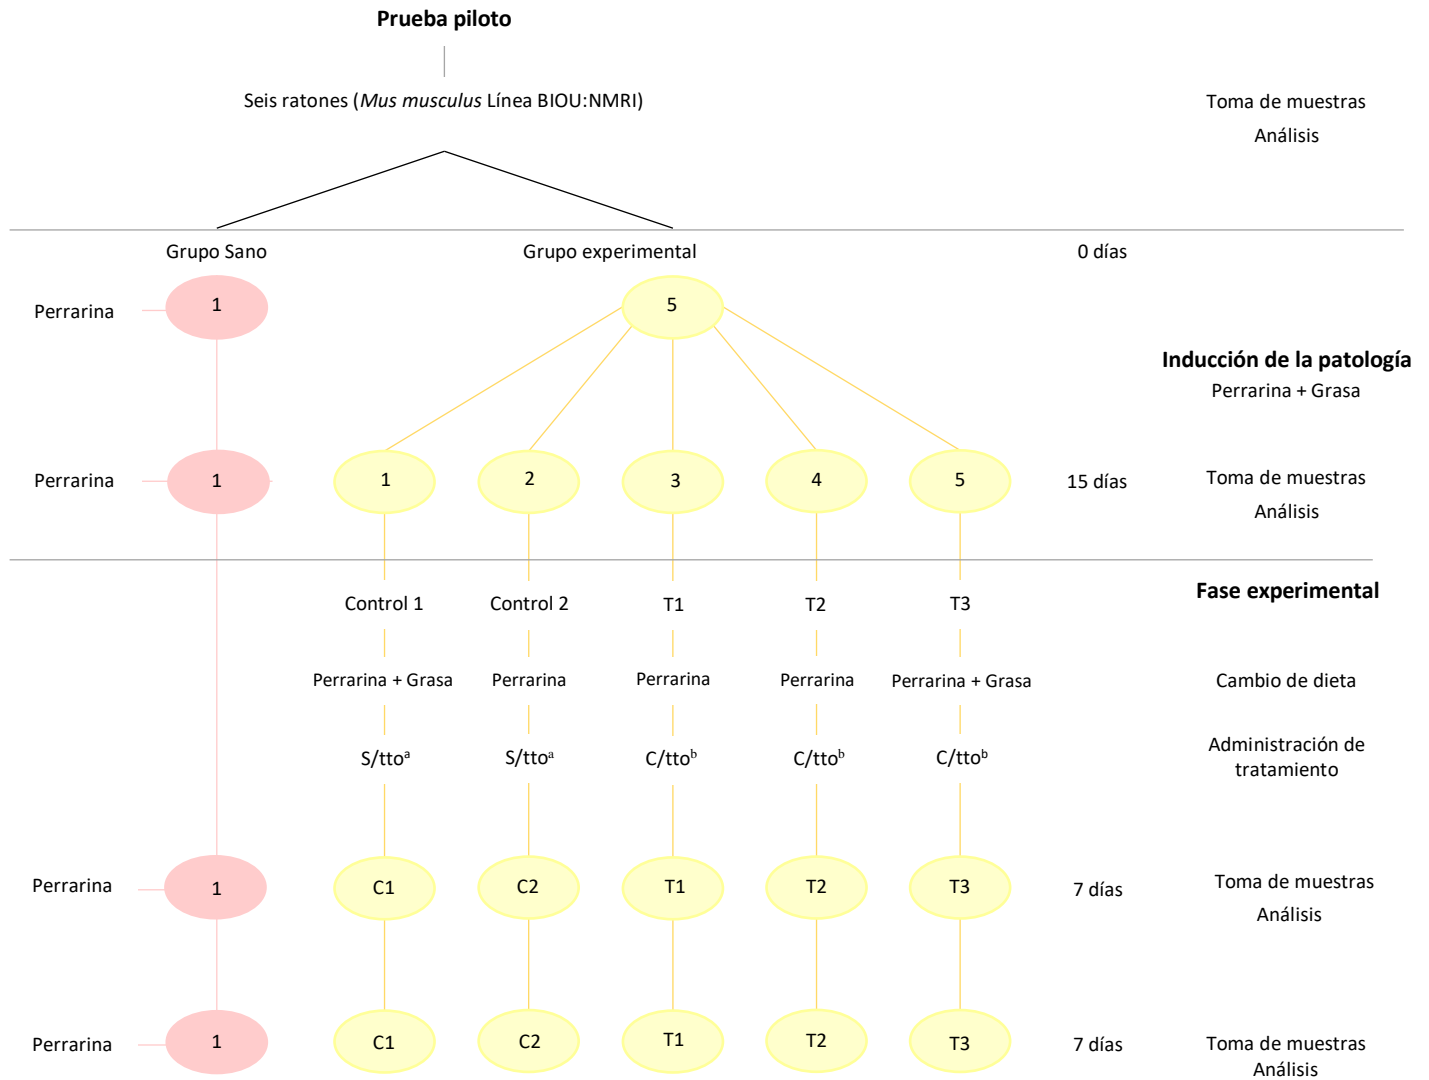 Prueba piloto
Seis ratones (Mus musculus Línea BIOU:NMRI)
Toma de muestras
Análisis
Grupo Sano
Grupo experimental
0 días
Perrarina
1
5
Inducción de la patología
Perrarina + Grasa
Perrarina
1
1
2
3
4
5
15 días
Toma de muestras
Análisis
Fase experimental
Control 1
Control 2
T1
T2
T3
Perrarina + Grasa
Perrarina
Perrarina
Perrarina
Perrarina + Grasa
Cambio de dieta
S/ttoᵃ
S/ttoᵃ
C/ttoᵇ
C/ttoᵇ
C/ttoᵇ
Administración de
tratamiento
Perrarina
1
C1
C2
T1
T2
T3
7 días
Toma de muestras
Análisis
Perrarina
1
C1
C2
T1
T2
T3
7 días
Toma de muestras
Análisis